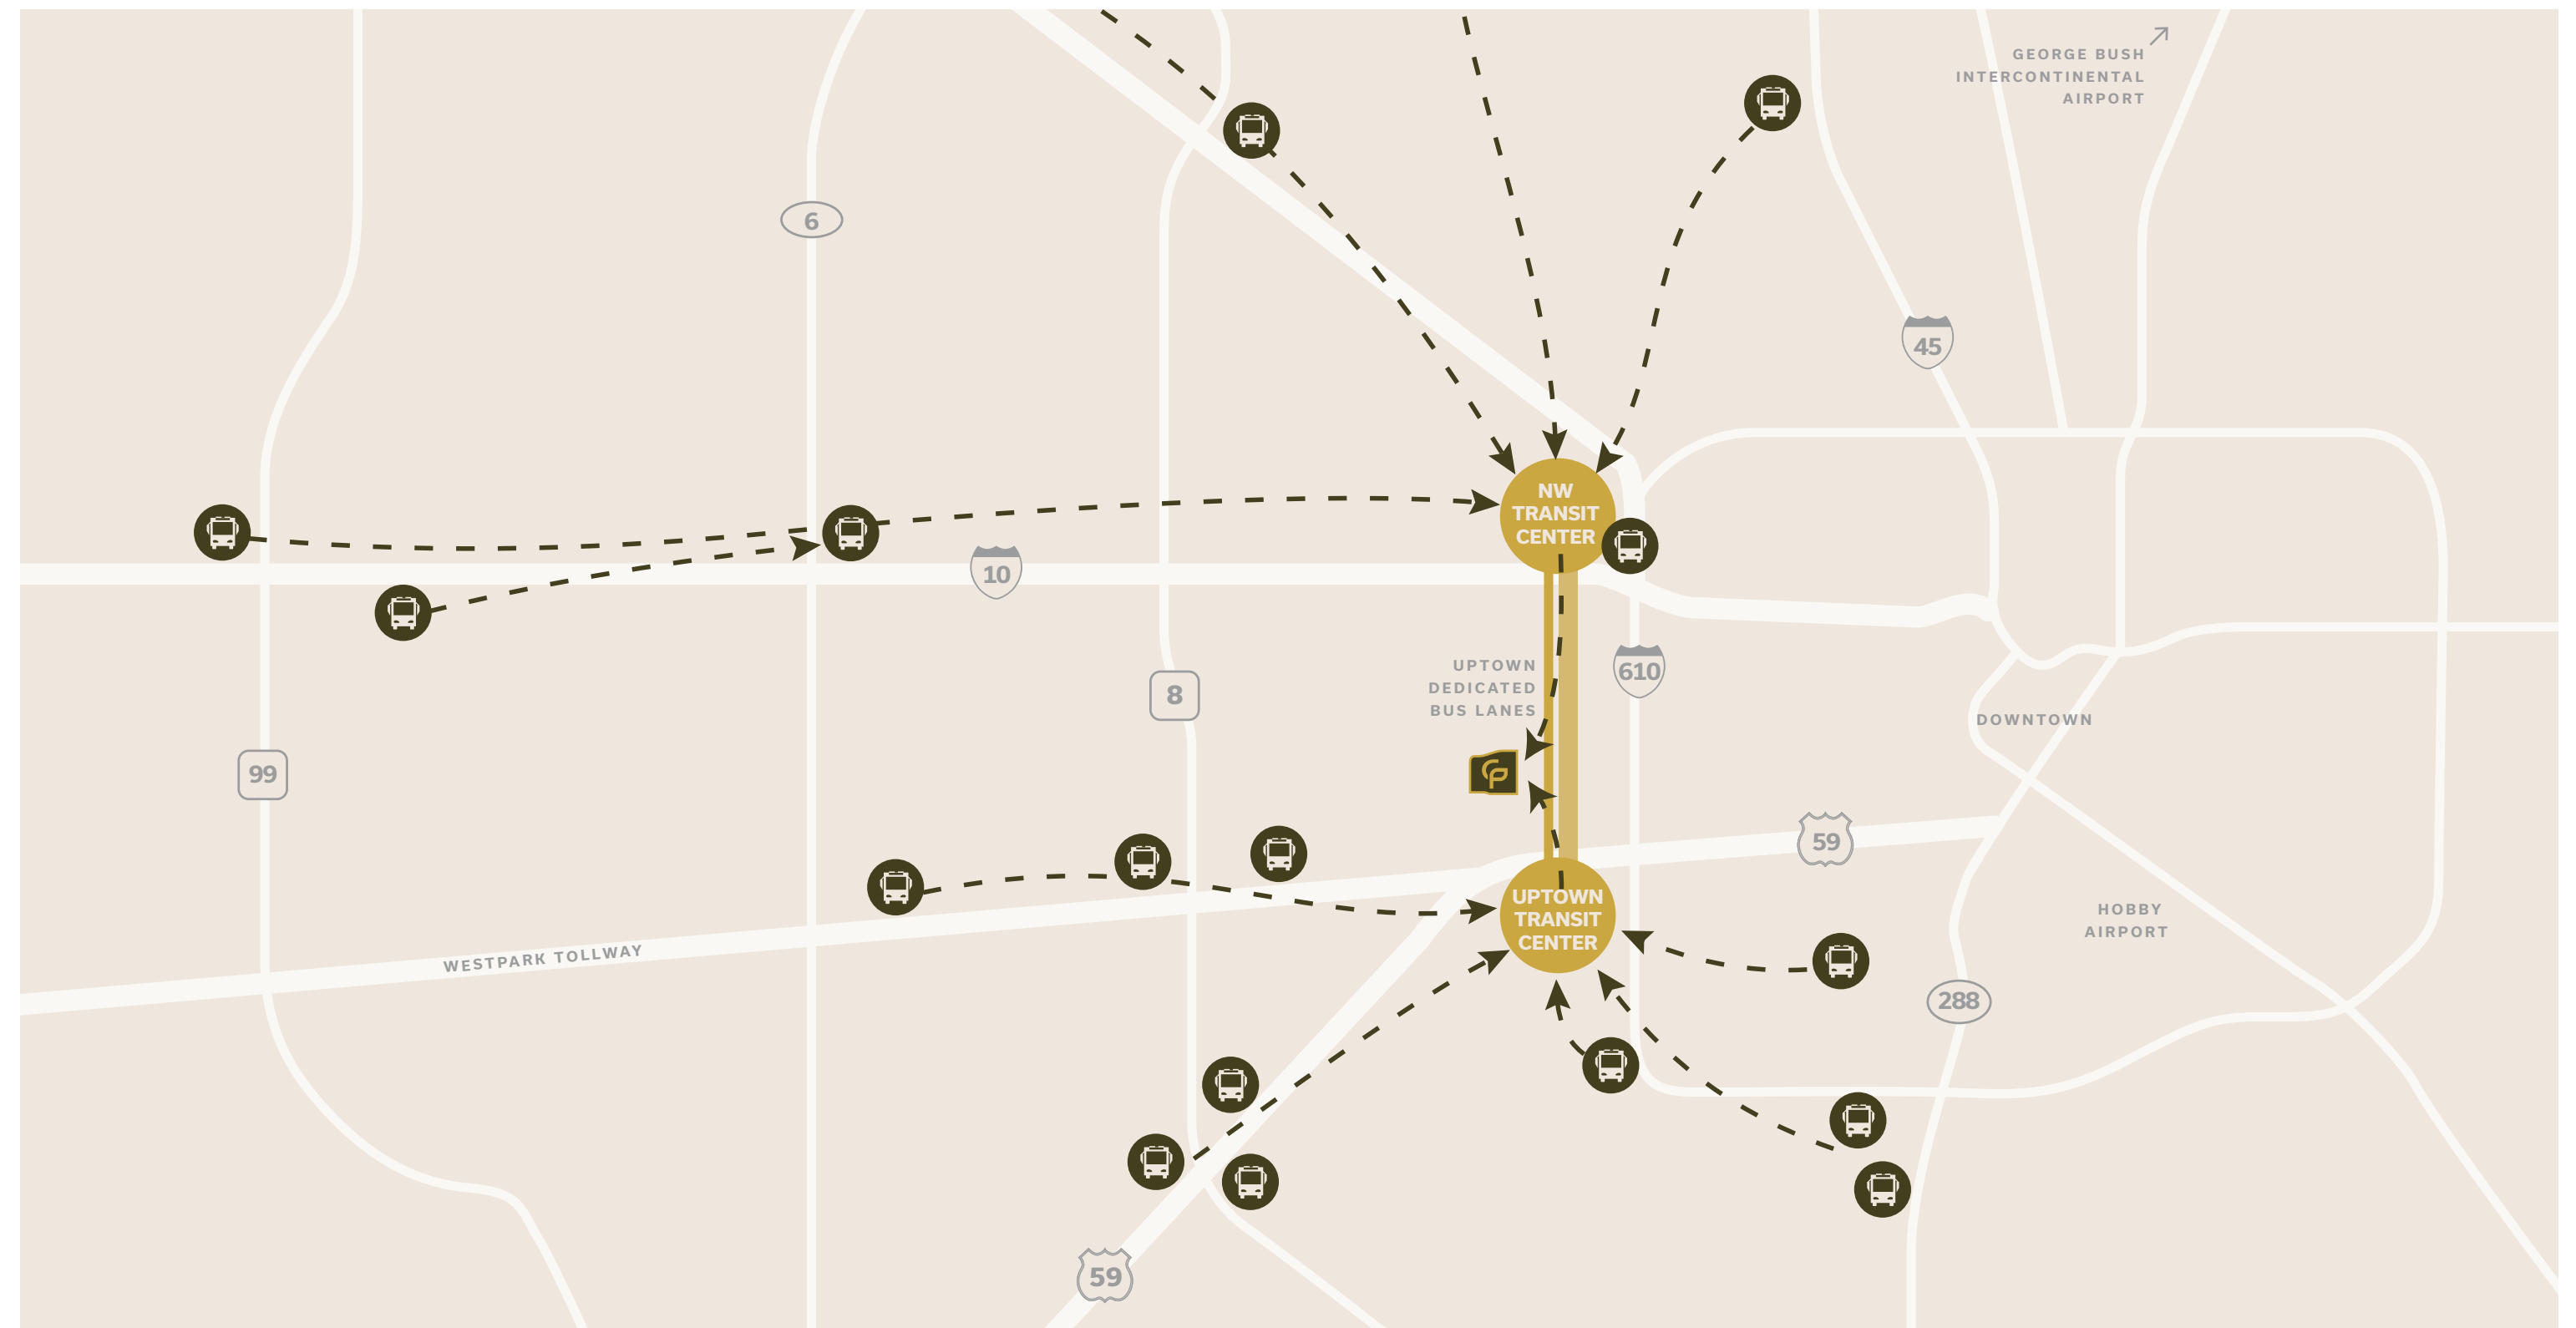 GEORGE BUSH
INTERCONTINENTAL
AIRPORT
6
45
NW
TRANSIT
CENTER
10
UPTOWN
DEDICATED
BUS LANES
610
8
DOWNTOWN
99
59
UPTOWN
TRANSIT
CENTER
HOBBY
AIRPORT
WESTPARK TOLLWAY
288
59